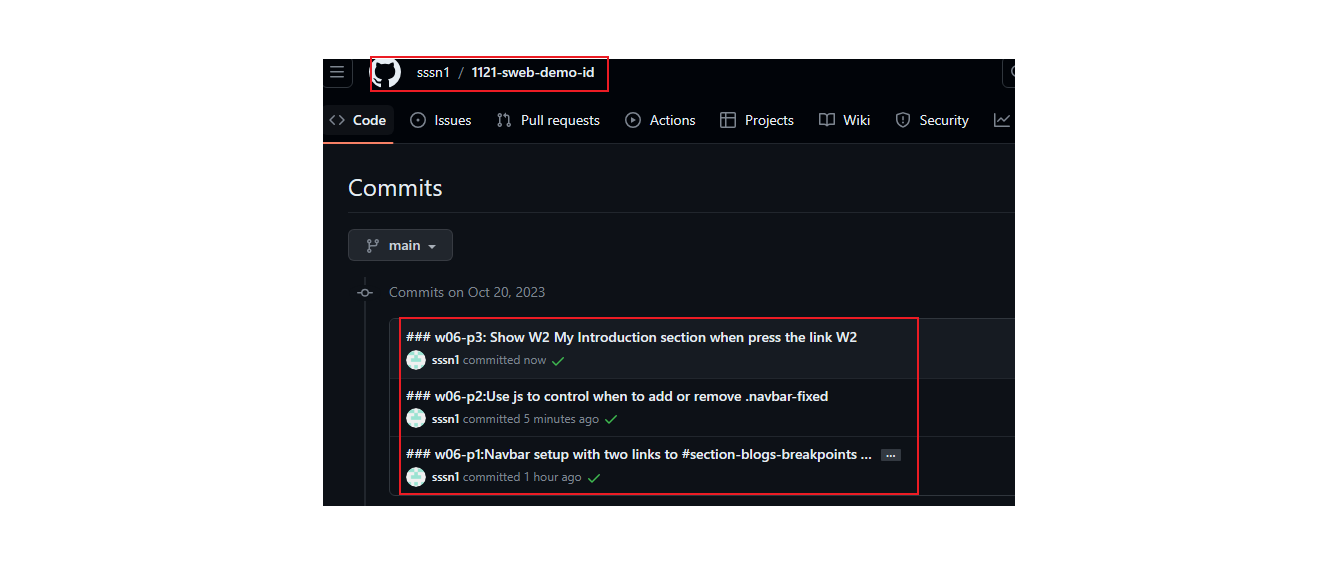 sssn1 / 1121-sweb-demo-id
Code Issues Pull requests Actions Projects Wiki Security
Commits
main
Commits on Oct 20, 2023
### w06-p3: Show W2 My Introduction section when press the link W2
sssn1 committed now
### w06-p2:Use js to control when to add or remove .navbar-fixed
sssn1 committed 5 minutes ago
### w06-p1:Navbar setup with two links to #section-blogs-breakpoints ... ...
sssn1 committed 1 hour ago